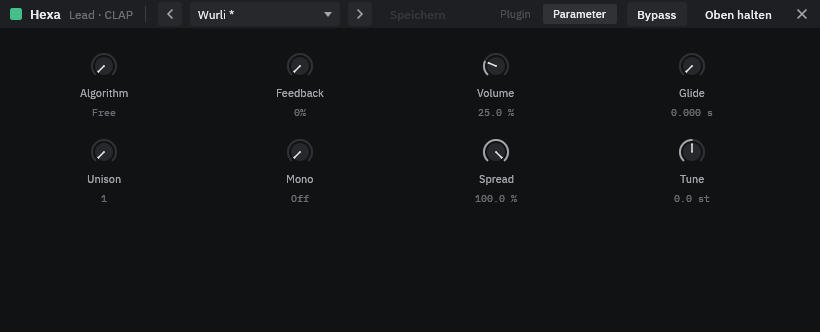 Hexa Lead · CLAP Wurli * Speichern Plugin Parameter Bypass Oben halten
Algorithm Feedback Volume Glide
Free 0% 25.0 % 0.000 s
Unison Mono Spread Tune
1 Off 100.0 % 0.0 st